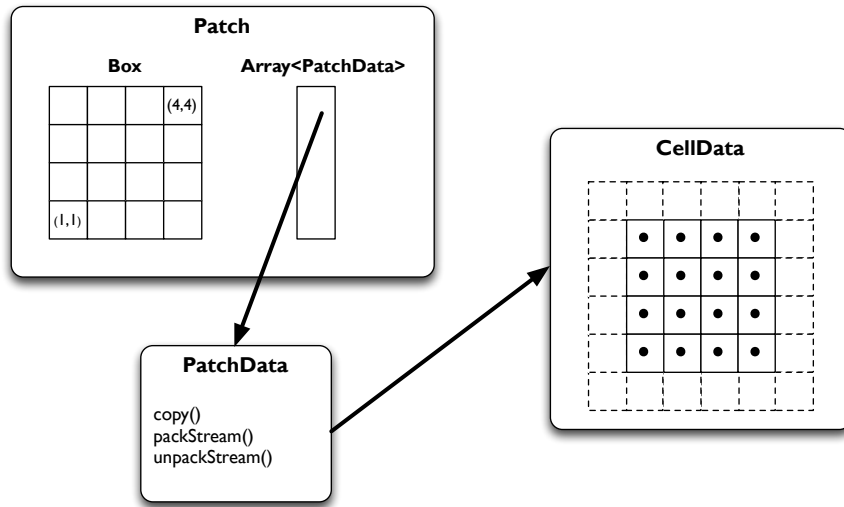 Patch
Box
Array<PatchData>
(4,4)
(1,1)
CellData
PatchData
copy()
packStream()
unpackStream()